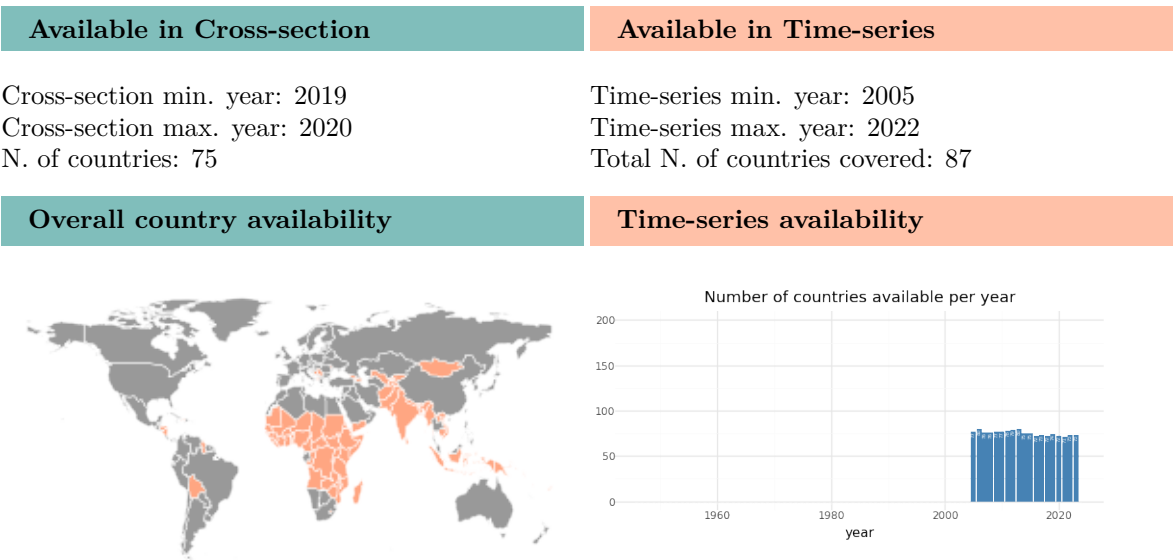 Available in Cross-section
Available in Time-series
Cross-section min. year: 2019
Cross-section max. year: 2020
N. of countries: 75
Time-series min. year: 2005
Time-series max. year: 2022
Total N. of countries covered: 87
Overall country availability
Time-series availability
Number of countries available per year
200
150
100
50
0
1960
1980
2000
2020
year